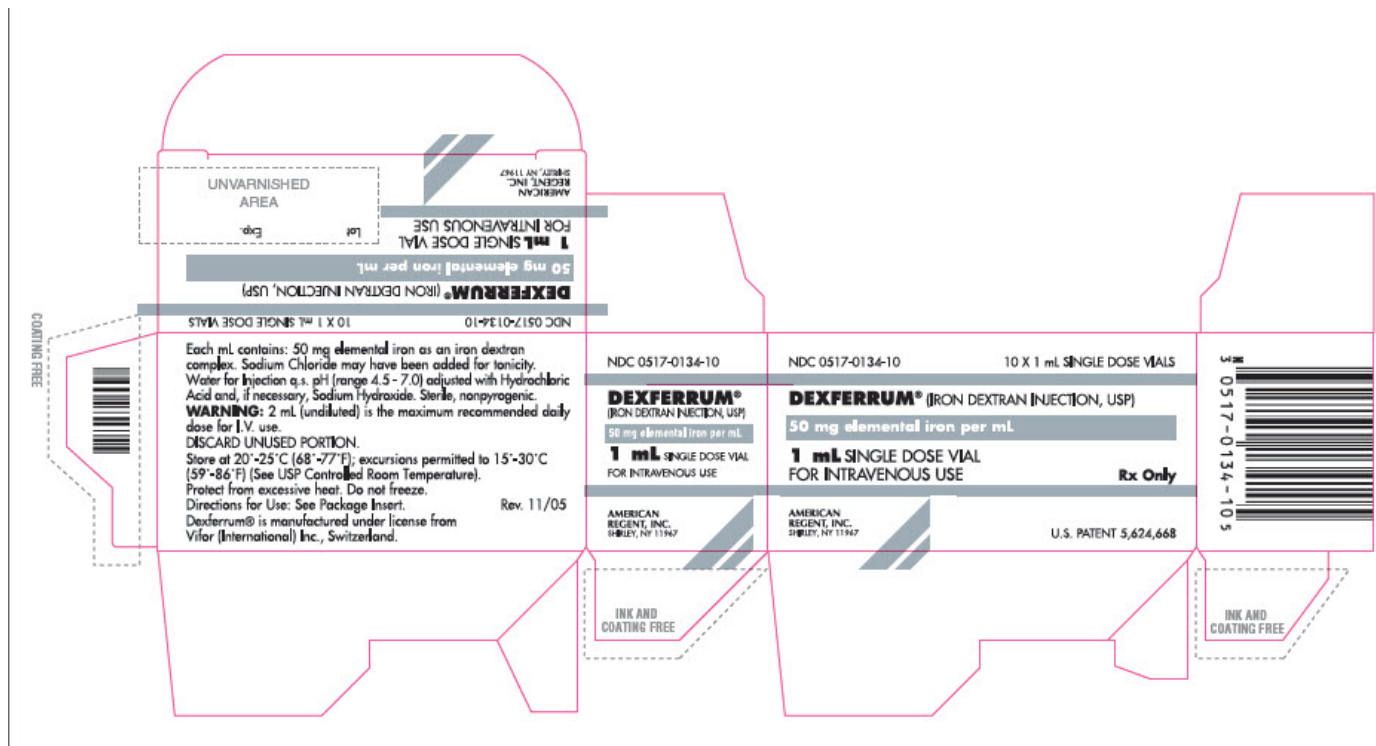 AMERICAN
REGENT, INC.
SHIRLEY, NY 11967
UNVARNISHED
AREA
Lot Exp.
FOR INTRAVENOUS USE
1 mL SINGLE DOSE VIAL
50 mg elemental iron per mL
DEXFERRUM® (IRON DEXTRAN INJECTION, USP)
NDC 0517-0134-10 10 X 1 mL SINGLE DOSE VIALS
COATING FREE
Each mL contains: 50 mg elemental iron as an iron dextran
complex. Sodium Chloride may have been added for tonicity.
Water for Injection q.s. pH (range 4.5 - 7.0) adjusted with Hydrochloric
Acid and, if necessary, Sodium Hydroxide. Sterile, nonpyrogenic.
WARNING: 2 mL (undiluted) is the maximum recommended daily
dose for I.V. use.
DISCARD UNUSED PORTION.
Store at 20°-25°C (68°-77°F); excursions permitted to 15°-30°C
(59°-86°F) (See USP Controlled Room Temperature).
Protect from excessive heat. Do not freeze.
Directions for Use: See Package Insert. Rev. 11/05
Dexferrum® is manufactured under license from
Vifor (International) Inc., Switzerland.
NDC 0517-0134-10
DEXFERRUM®
(IRON DEXTRAN INJECTION, USP)
50 mg elemental iron per mL
1 mL SINGLE DOSE VIAL
FOR INTRAVENOUS USE
AMERICAN
REGENT, INC.
SHIRLEY, NY 11967
INK AND
COATING FREE
NDC 0517-0134-10 10 X 1 mL SINGLE DOSE VIALS
DEXFERRUM® (IRON DEXTRAN INJECTION, USP)
50 mg elemental iron per mL
1 mL SINGLE DOSE VIAL
FOR INTRAVENOUS USE Rx Only
AMERICAN
REGENT, INC.
SHIRLEY, NY 11967
U.S. PATENT 5,624,668
N
3 0517-0134-10 5
INK AND
COATING FREE